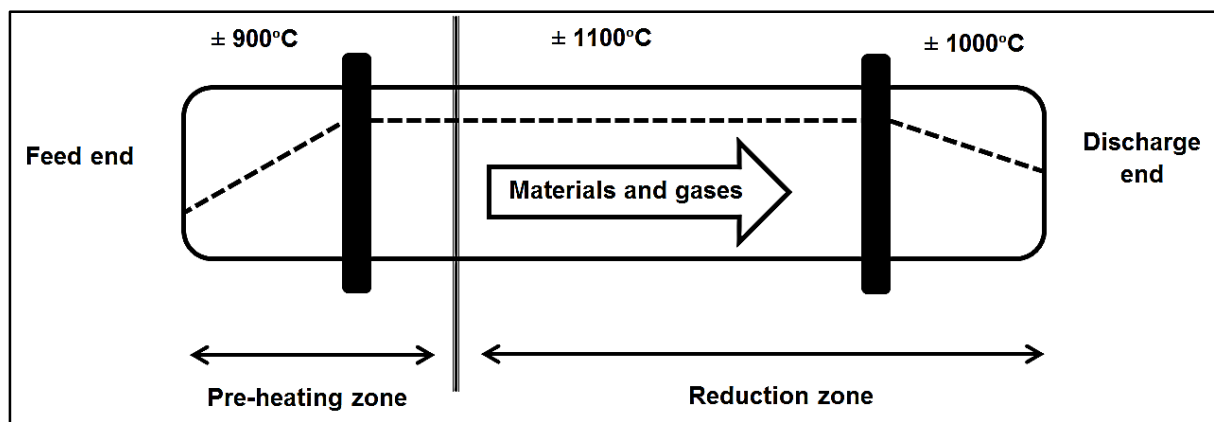 ± 900°C
± 1100°C
± 1000°C
Feed end
Materials and gases
Discharge
end
Pre-heating zone
Reduction zone